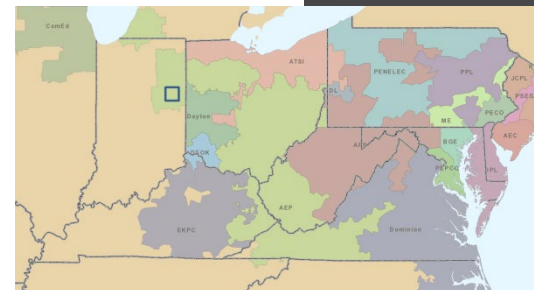 ComEd
ATSI
PENELEC
PPL
JCPL
DL
PSEG
Dayton
ME
PECO
DEOK
AEC
BGE
AP
PEPCO
DPL
AEP
EKPC
Dominion